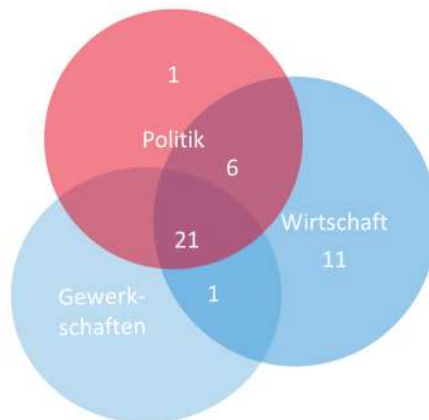 1
Politik
6
Wirtschaft
21
11
Gewerk-
schaften
1